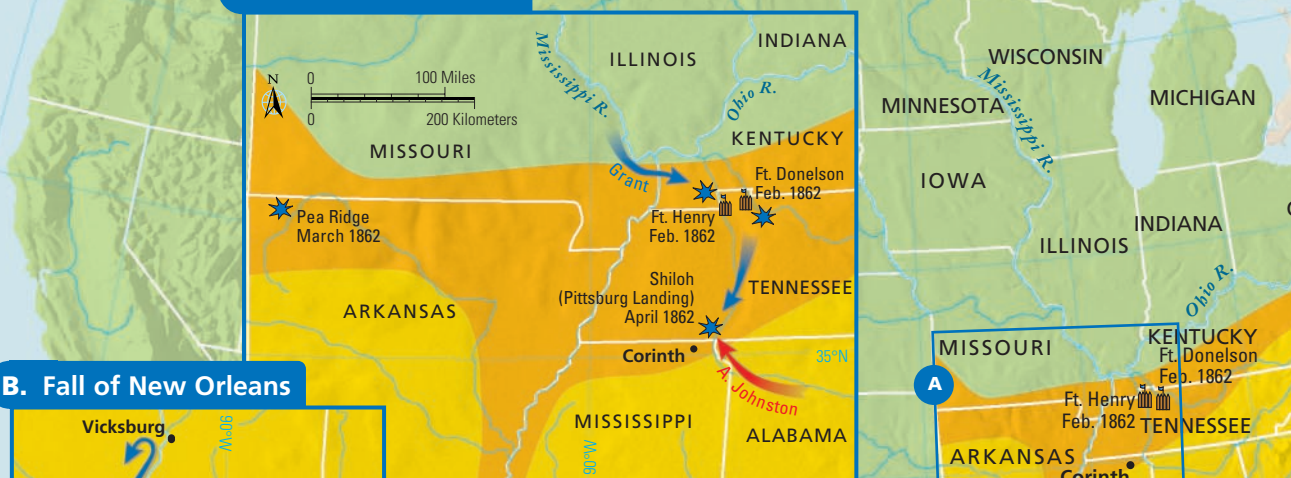 ILLINOIS
INDIANA
Mississippi R.
Ohio R.
N
0
100 Miles
0
200 Kilometers
MISSOURI
KENTUCKY
Grant
Ft. Donelson
Feb. 1862
Ft. Henry
Feb. 1862
Pea Ridge
March 1862
Shiloh
(Pittsburg Landing)
April 1862
TENNESSEE
ARKANSAS
Corinth
35°N
A. Johnston
MISSISSIPPI
ALABAMA
90°W
B. Fall of New Orleans
Vicksburg
90°W
WISCONSIN
MINNESOTA
Mississippi R.
MICHIGAN
IOWA
INDIANA
ILLINOIS
Ohio R.
MISSOURI
KENTUCKY
Ft. Donelson
Feb. 1862
A
Ft. Henry
Feb. 1862
TENNESSEE
ARKANSAS
Corinth